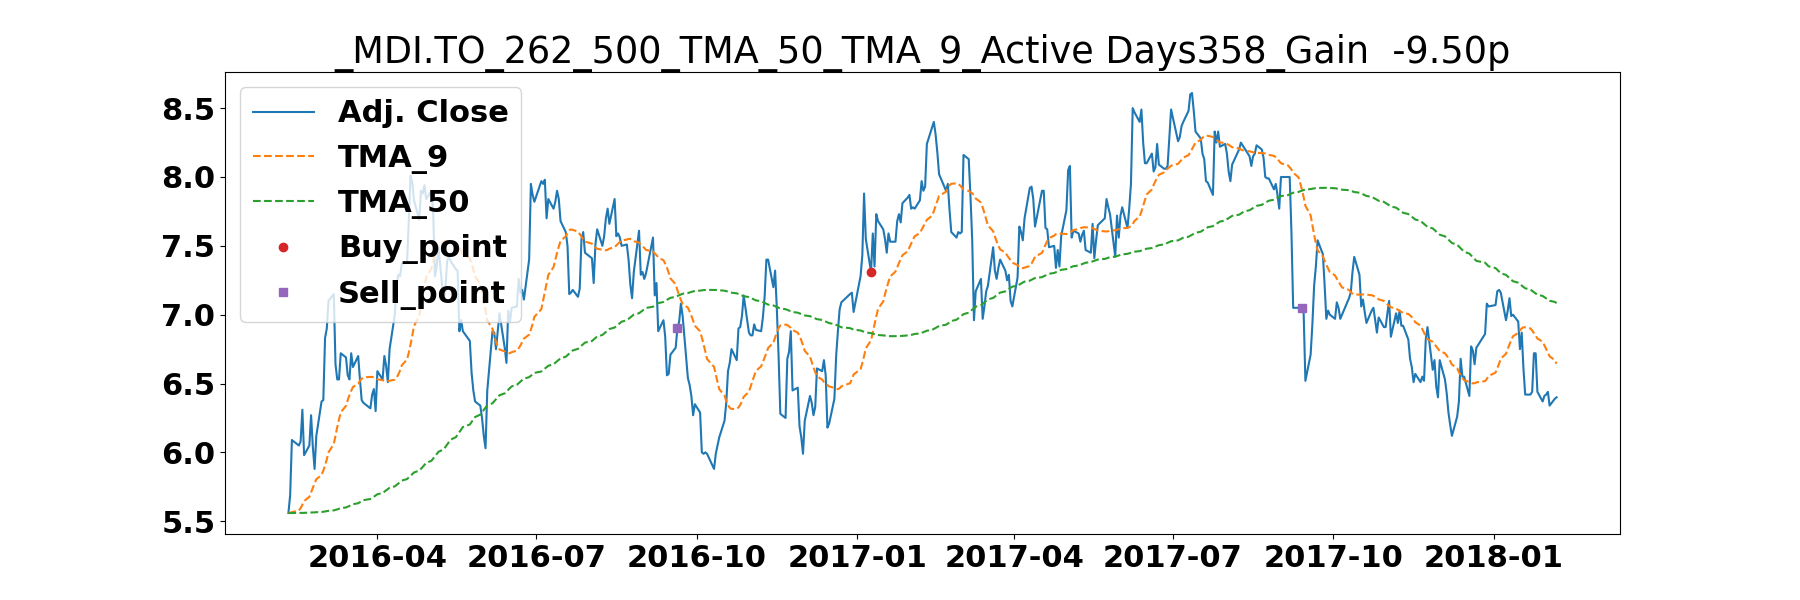 _MDI.TO_262_500_TMA_50_TMA_9_Active Days358_Gain  -9.50p
8.5
8.0
7.5
7.0
6.5
6.0
5.5
Adj. Close
TMA_9
TMA_50
Buy_point
Sell_point
2016-04 2016-07 2016-10 2017-01 2017-04 2017-07 2017-10 2018-01